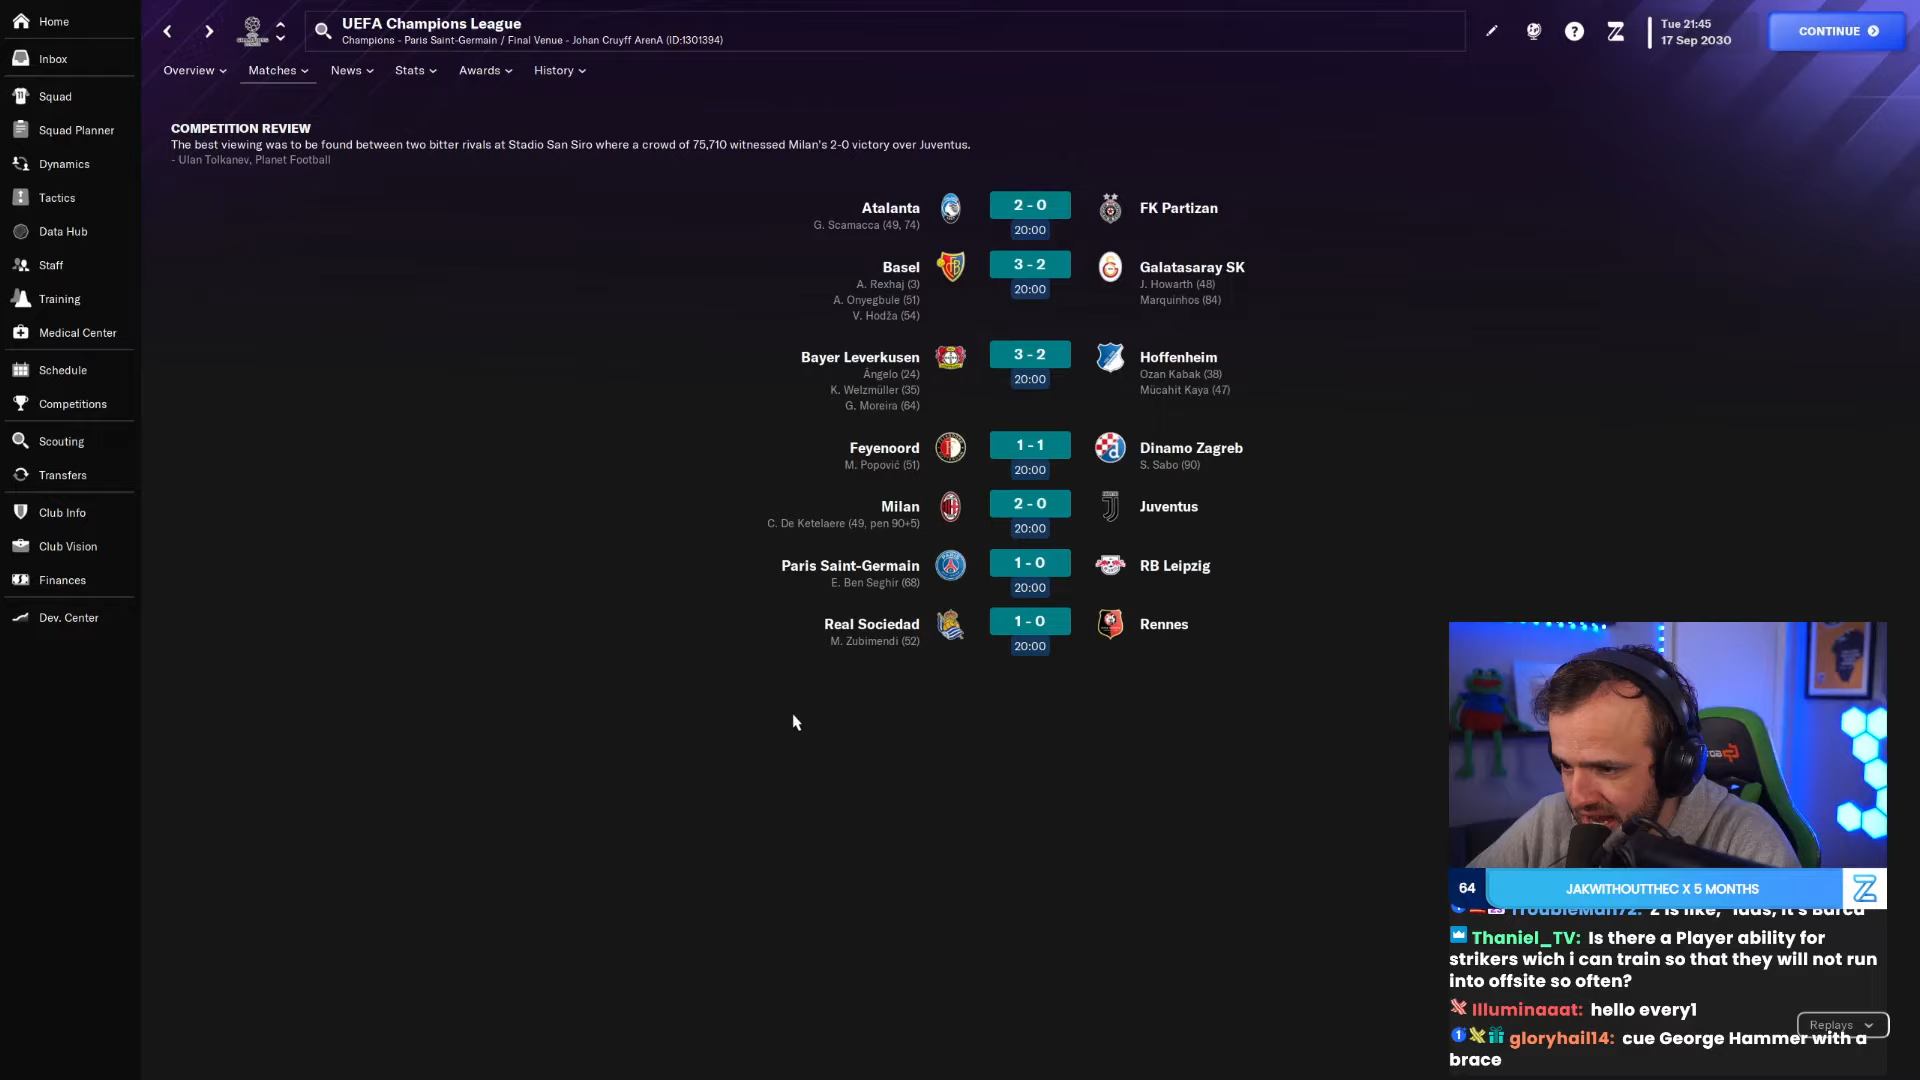 Home
UEFA Champions League
Champions - Paris Saint-Germain / Final Venue - Johan Cruyff ArenA (ID:1301394)
Tue 21:45
17 Sep 2030
CONTINUE
Overview
Matches
News
Stats
Awards
History
Inbox
Squad
Squad Planner
Dynamics
Tactics
Data Hub
Staff
Training
Medical Center
Schedule
Competitions
Scouting
Transfers
Club Info
Club Vision
Finances
Dev. Center
COMPETITION REVIEW
The best viewing was to be found between two bitter rivals at Stadio San Siro where a crowd of 75,710 witnessed Milan's 2-0 victory over Juventus.
- Ulan Tolkanev, Planet Football
Atalanta 2 - 0 FK Partizan
G. Scamacca (49, 74) 20:00
Basel 3 - 2 Galatasaray SK
A. Rexhaj (3) 20:00 J. Howarth (48)
A. Onyegbule (51) Marquinhos (84)
V. Hodža (54)
Bayer Leverkusen 3 - 2 Hoffenheim
Ângelo (24) 20:00 Ozan Kabak (38)
K. Welzmüller (35) Mücahit Kaya (47)
G. Moreira (64)
Feyenoord 1 - 1 Dinamo Zagreb
M. Popović (51) 20:00 S. Sabo (90)
Milan 2 - 0 Juventus
C. De Ketelaere (49, pen 90+5) 20:00
Paris Saint-Germain 1 - 0 RB Leipzig
E. Ben Seghir (68) 20:00
Real Sociedad 1 - 0 Rennes
M. Zubimendi (52) 20:00
64 JAKWITHOUTTHEC X 5 MONTHS
TroubleMan72: Z is like, "lads, it's Barca
Thaniel_TV: Is there a Player ability for
strikers wich i can train so that they will not run
into offsite so often?
Illuminaaat: hello every1
Replays
gloryhail14: cue George Hammer with a
brace